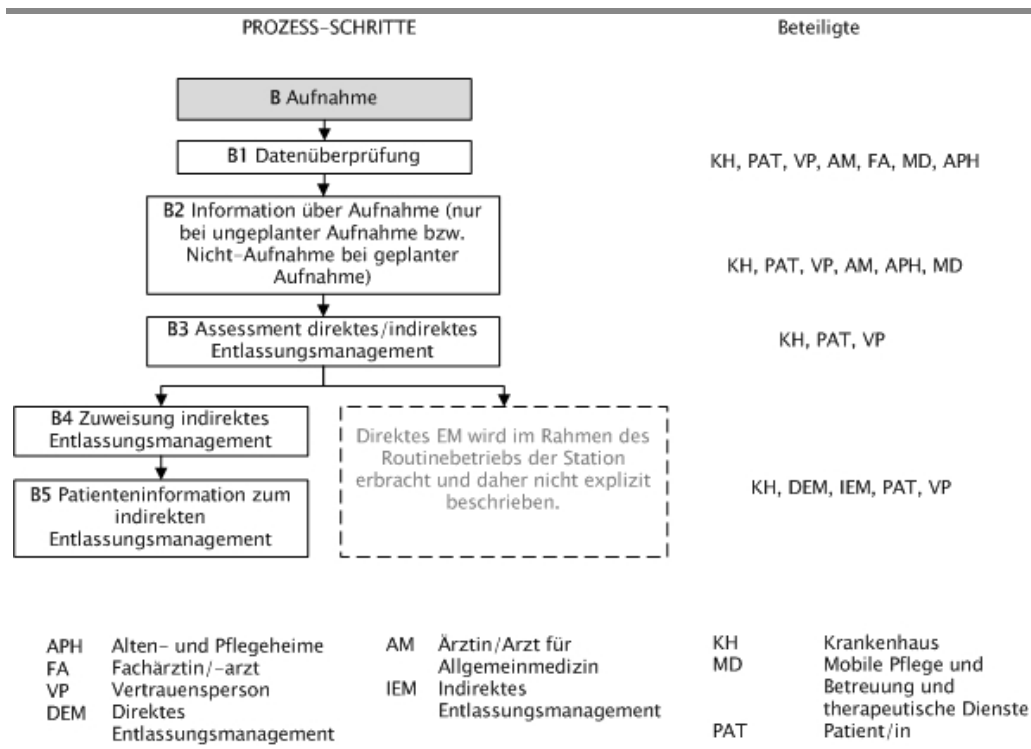 PROZESS-SCHRITTE
Beteiligte
B Aufnahme
B1 Datenüberprüfung
KH, PAT, VP, AM, FA, MD, APH
B2 Information über Aufnahme (nur
bei ungeplanter Aufnahme bzw.
Nicht-Aufnahme bei geplanter
Aufnahme)
KH, PAT, VP, AM, APH, MD
B3 Assessment direktes/indirektes
Entlassungsmanagement
KH, PAT, VP
B4 Zuweisung indirektes
Entlassungsmanagement
Direktes EM wird im Rahmen des
Routinebetriebs der Station
erbracht und daher nicht explizit
beschrieben.
B5 Patienteninformation zum
indirekten
Entlassungsmanagement
KH, DEM, IEM, PAT, VP
APH Alten- und Pflegeheime
FA Fachärztin/-arzt
VP Vertrauensperson
DEM Direktes
Entlassungsmanagement
AM Ärztin/Arzt für
Allgemeinmedizin
IEM Indirektes
Entlassungsmanagement
KH Krankenhaus
MD Mobile Pflege und
Betreuung und
therapeutische Dienste
PAT Patient/in